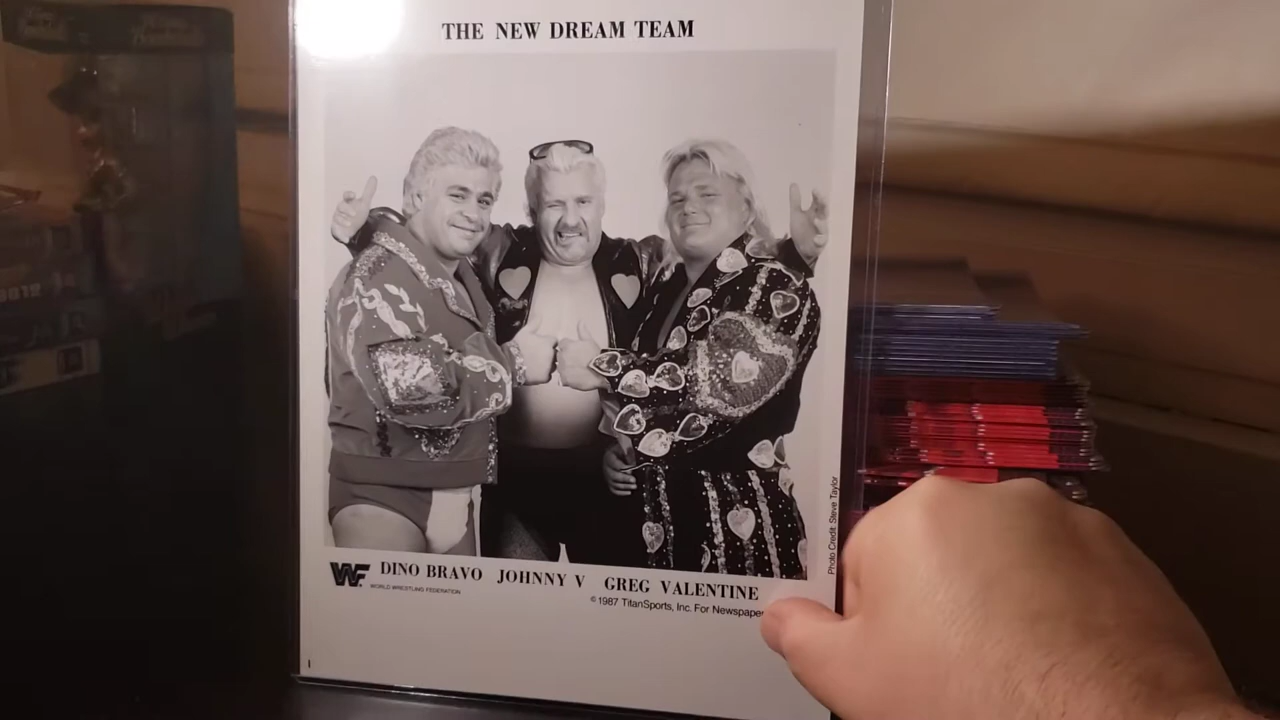 THE NEW DREAM TEAM
Photo Credit: Steve Taylor
DINO BRAVO JOHNNY V GREG VALENTINE
WF
WORLD WRESTLING FEDERATION
© 1987 TitanSports, Inc. For Newspaper